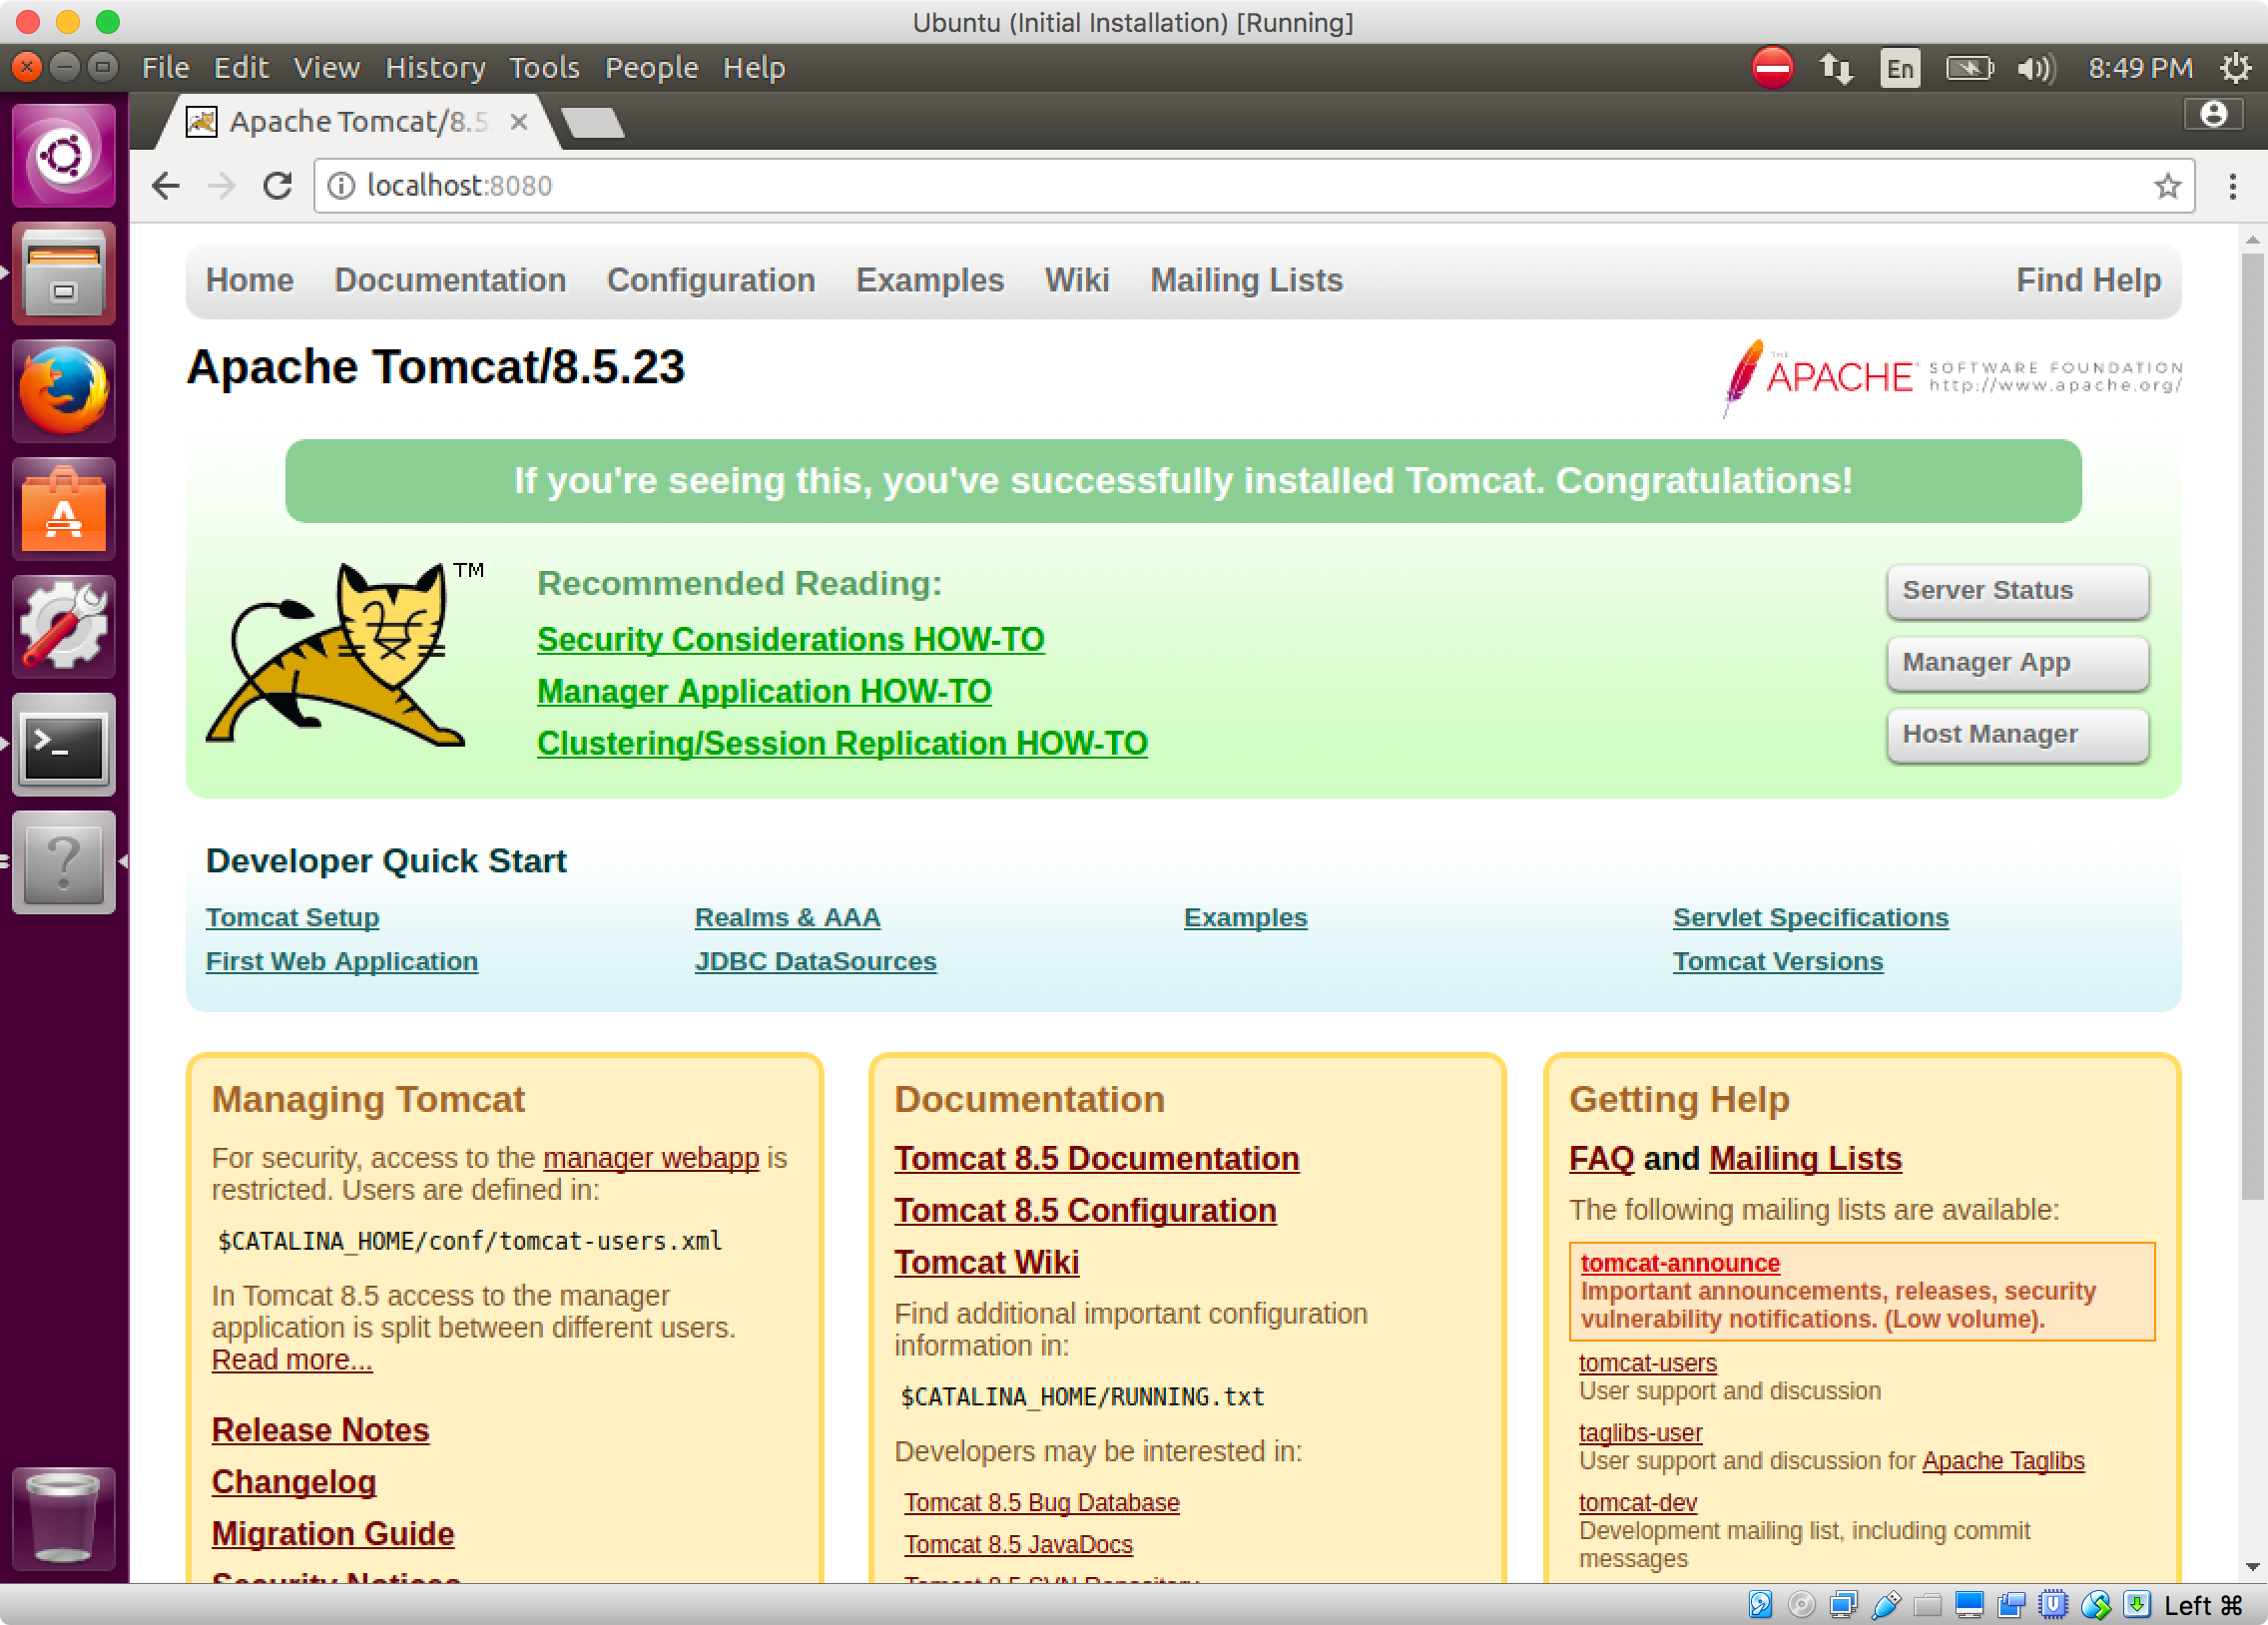 Ubuntu (Initial Installation) [Running]
File Edit View History Tools People Help
En
8:49 PM
Apache Tomcat/8.5
localhost:8080
Home Documentation Configuration Examples Wiki Mailing Lists Find Help
Apache Tomcat/8.5.23
THE APACHE SOFTWARE FOUNDATION
http://www.apache.org/
If you're seeing this, you've successfully installed Tomcat. Congratulations!
TM
Recommended Reading:
Security Considerations HOW-TO
Manager Application HOW-TO
Clustering/Session Replication HOW-TO
Server Status
Manager App
Host Manager
Developer Quick Start
Tomcat Setup
First Web Application
Realms & AAA
JDBC DataSources
Examples
Servlet Specifications
Tomcat Versions
Managing Tomcat
For security, access to the manager webapp is
restricted. Users are defined in:
$CATALINA_HOME/conf/tomcat-users.xml
In Tomcat 8.5 access to the manager
application is split between different users.
Read more...
Release Notes
Changelog
Migration Guide
Security Notices
Documentation
Tomcat 8.5 Documentation
Tomcat 8.5 Configuration
Tomcat Wiki
Find additional important configuration
information in:
$CATALINA_HOME/RUNNING.txt
Developers may be interested in:
Tomcat 8.5 Bug Database
Tomcat 8.5 JavaDocs
Tomcat 8.5 SVN Repository
Getting Help
FAQ and Mailing Lists
The following mailing lists are available:
tomcat-announce
Important announcements, releases, security
vulnerability notifications. (Low volume).
tomcat-users
User support and discussion
taglibs-user
User support and discussion for Apache Taglibs
tomcat-dev
Development mailing list, including commit
messages
Left ⌘